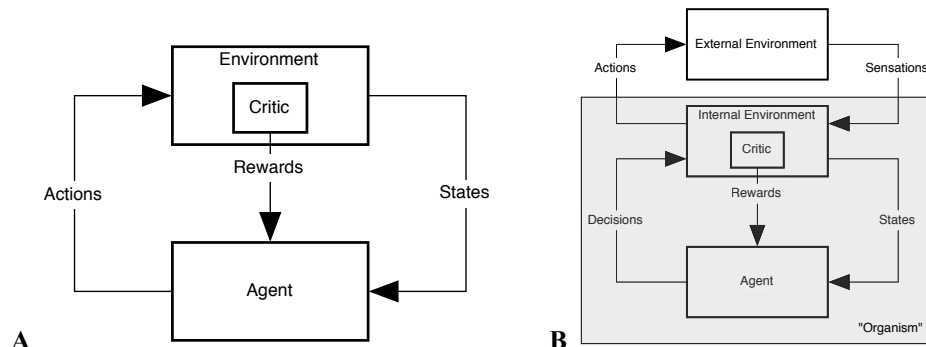 Environment
Critic
Rewards
Actions
States
Agent
A
External Environment
Actions
Sensations
Internal Environment
Critic
Rewards
Decisions
States
Agent
"Organism"
B